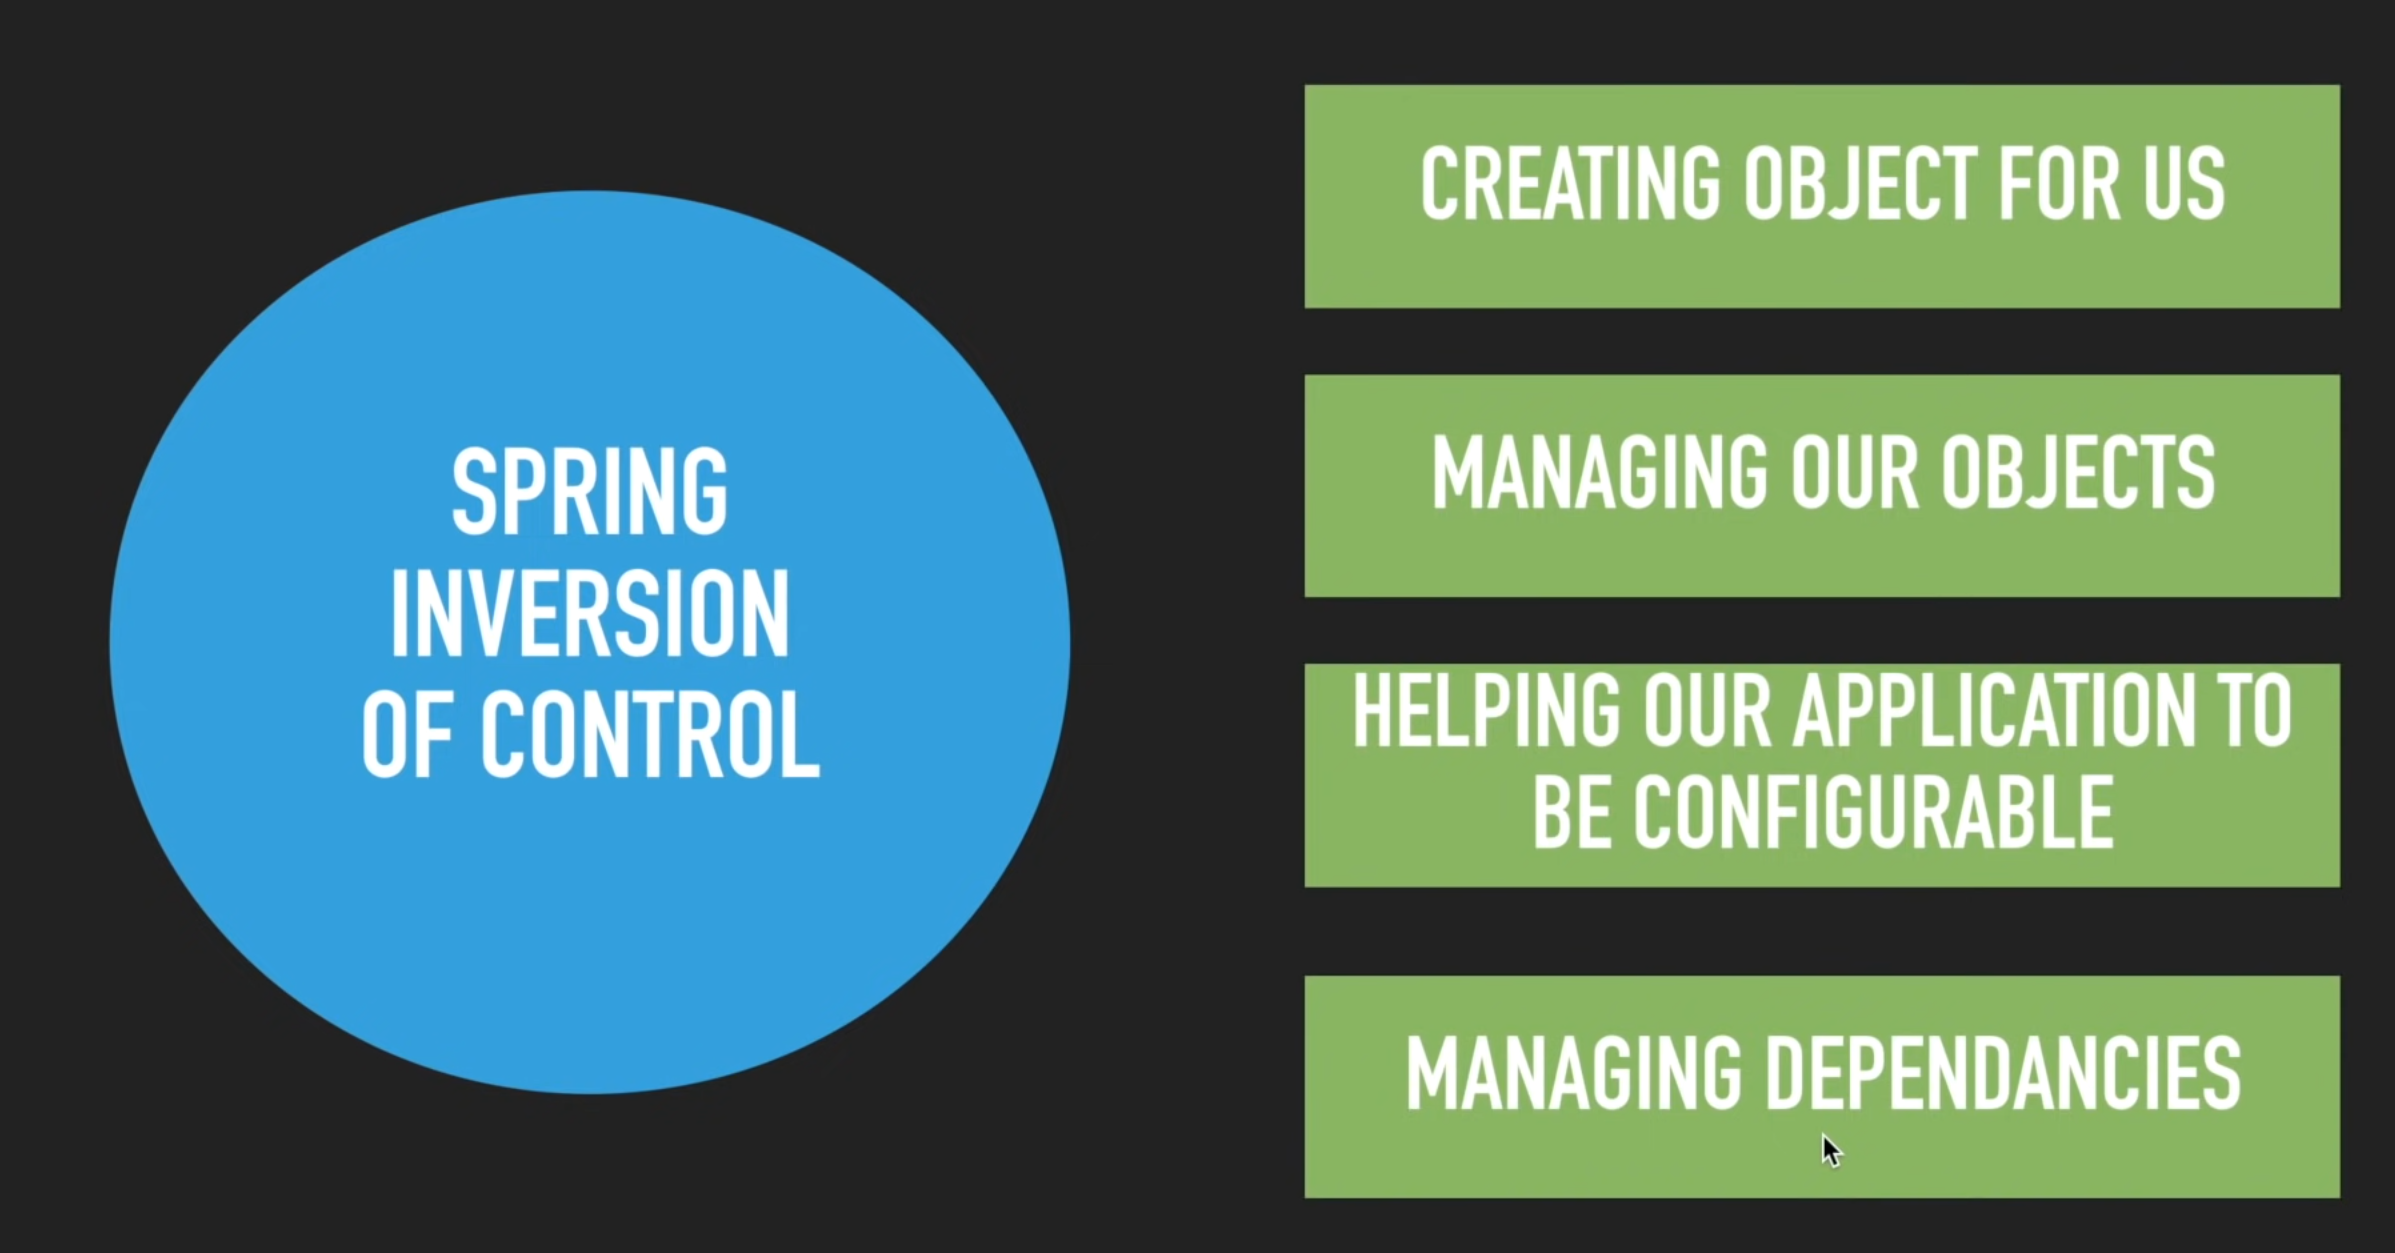 SPRING
INVERSION
OF CONTROL
CREATING OBJECT FOR US
MANAGING OUR OBJECTS
HELPING OUR APPLICATION TO
BE CONFIGURABLE
MANAGING DEPENDANCIES